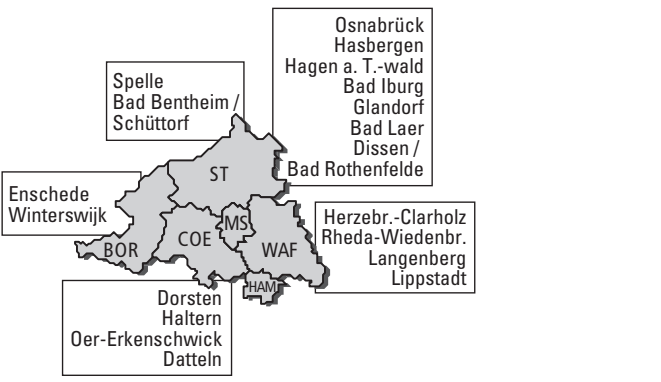 Osnabrück
Hasbergen
Hagen a. T.-wald
Bad Iburg
Glandorf
Bad Laer
Dissen /
Bad Rothenfelde
Spelle
Bad Bentheim /
Schüttorf
Enschede
Winterswijk
ST
MS
BOR
COE
WAF
HAM
Herzebr.-Clarholz
Rheda-Wiedenbr.
Langenberg
Lippstadt
Dorsten
Haltern
Oer-Erkenschwick
Datteln